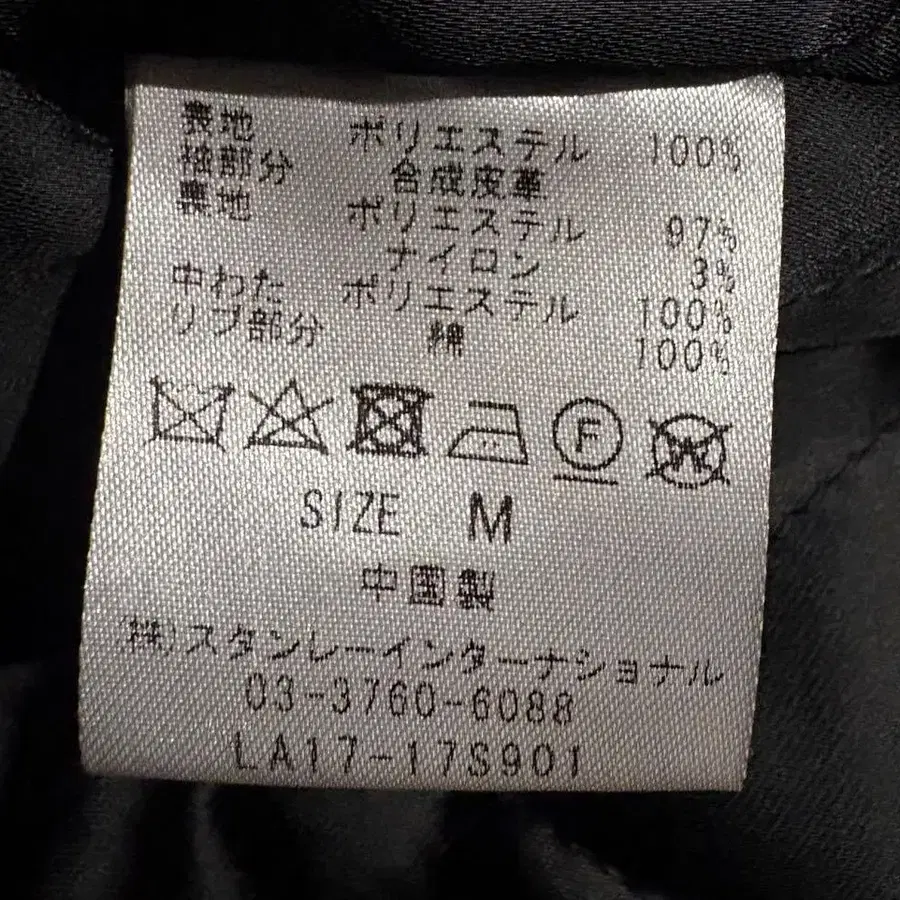 表地 ポリエステル 100%
袖部分 合成皮革
裏地 ポリエステル 97%
ナイロン 3%
中わた ポリエステル 100%
リブ部分 綿 100%
F
W
SIZE M
中国製
(株)スタンレーインターナショナル
03-3760-6088
LA17-17S901